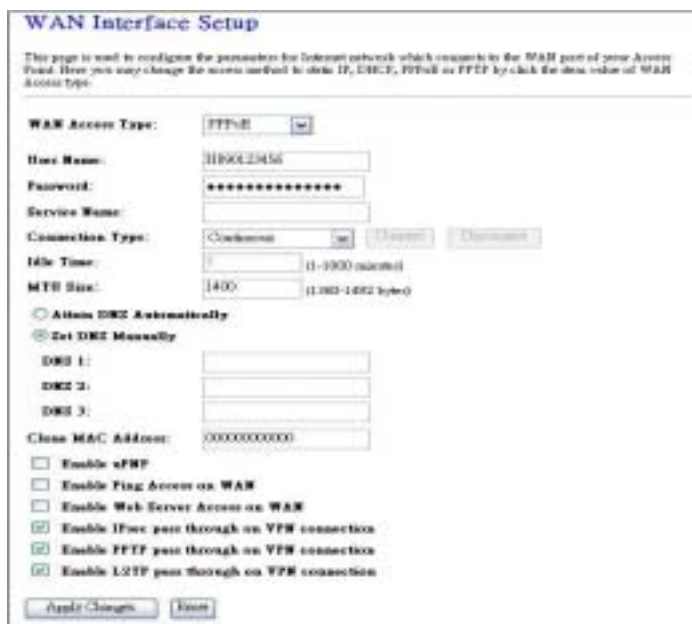 WAN Interface Setup
This page is used to configure the parameters for Internet network which connects to the WAN port of your Access
Point. Here you may change the access method to static IP, DHCP, PPPoE or PPTP by click the item value of WAN
Access type.
WAN Access Type: PPPoE
User Name:
Password: ●●●●●●●●●●●●●●
Service Name:
Connection Type: Continuous Connect Disconnect
Idle Time: (1-1000 minutes)
MTU Size: 1400 (1360-1492 bytes)
Attain DNS Automatically
Set DNS Manually
DNS 1:
DNS 2:
DNS 3:
Clone MAC Address: 000000000000
Enable uPNP
Enable Ping Access on WAN
Enable Web Server Access on WAN
Enable IPsec pass through on VPN connection
Enable PPTP pass through on VPN connection
Enable L2TP pass through on VPN connection
Apply Changes Reset